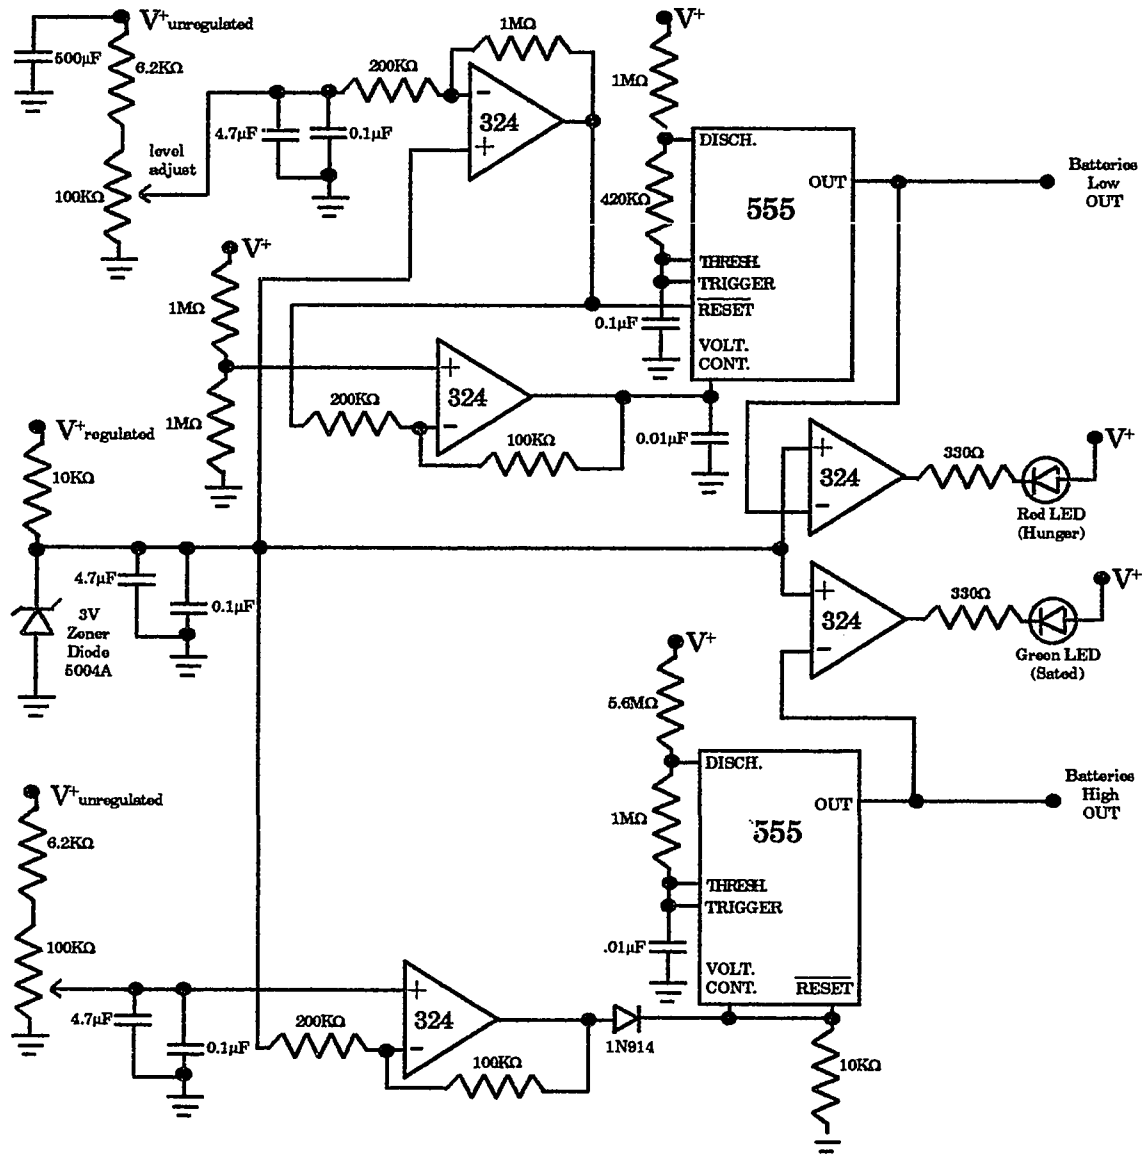 V+unregulated
500µF
6.2KΩ
level
adjust
100KΩ
4.7µF
0.1µF
200KΩ
1MΩ
324
V+
1MΩ
420KΩ
0.1µF
DISCH.
OUT
555
THRESH.
TRIGGER
RESET
VOLT.
CONT.
Batteries
Low
OUT
V+
1MΩ
1MΩ
200KΩ
324
100KΩ
0.01µF
V+regulated
10KΩ
4.7µF
0.1µF
3V
Zener
Diode
5004A
324
330Ω
V+
Red LED
(Hunger)
324
330Ω
V+
Green LED
(Sated)
V+
5.6MΩ
1MΩ
.01µF
DISCH.
OUT
555
THRESH.
TRIGGER
VOLT.
CONT.
RESET
Batteries
High
OUT
V+unregulated
6.2KΩ
100KΩ
4.7µF
0.1µF
200KΩ
324
100KΩ
1N914
10KΩ